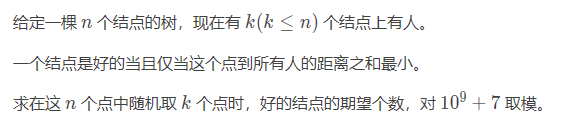 给定一棵 n 个结点的树，现在有 k(k ≤ n) 个结点上有人。
一个结点是好的当且仅当这个点到所有人的距离之和最小。
求在这 n 个点中随机取 k 个点时，好的结点的期望个数，对 10⁹ + 7 取模。